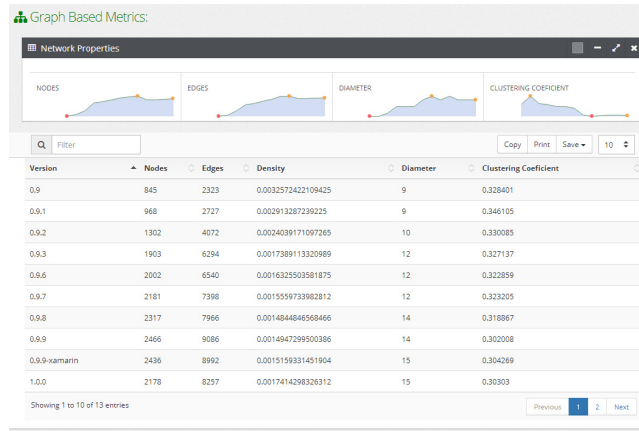 Graph Based Metrics:
Network Properties
NODES EDGES DIAMETER CLUSTERING COEFICIENT
Filter Copy Print Save 10
Version Nodes Edges Density Diameter Clustering Coeficient
0.9 845 2323 0.0032572422109425 9 0.328401
0.9.1 968 2727 0.002913287239225 9 0.346105
0.9.2 1302 4072 0.0024039171097265 10 0.330085
0.9.3 1903 6294 0.0017389113320989 12 0.327137
0.9.6 2002 6540 0.0016325503581875 12 0.322859
0.9.7 2181 7398 0.0015559733982812 12 0.323205
0.9.8 2317 7966 0.0014844846568466 14 0.318867
0.9.9 2466 9086 0.0014947299500386 14 0.302008
0.9.9-xamarin 2436 8992 0.0015159331451904 15 0.304269
1.0.0 2178 8257 0.0017414298326312 15 0.30303
Showing 1 to 10 of 13 entries Previous 1 2 Next